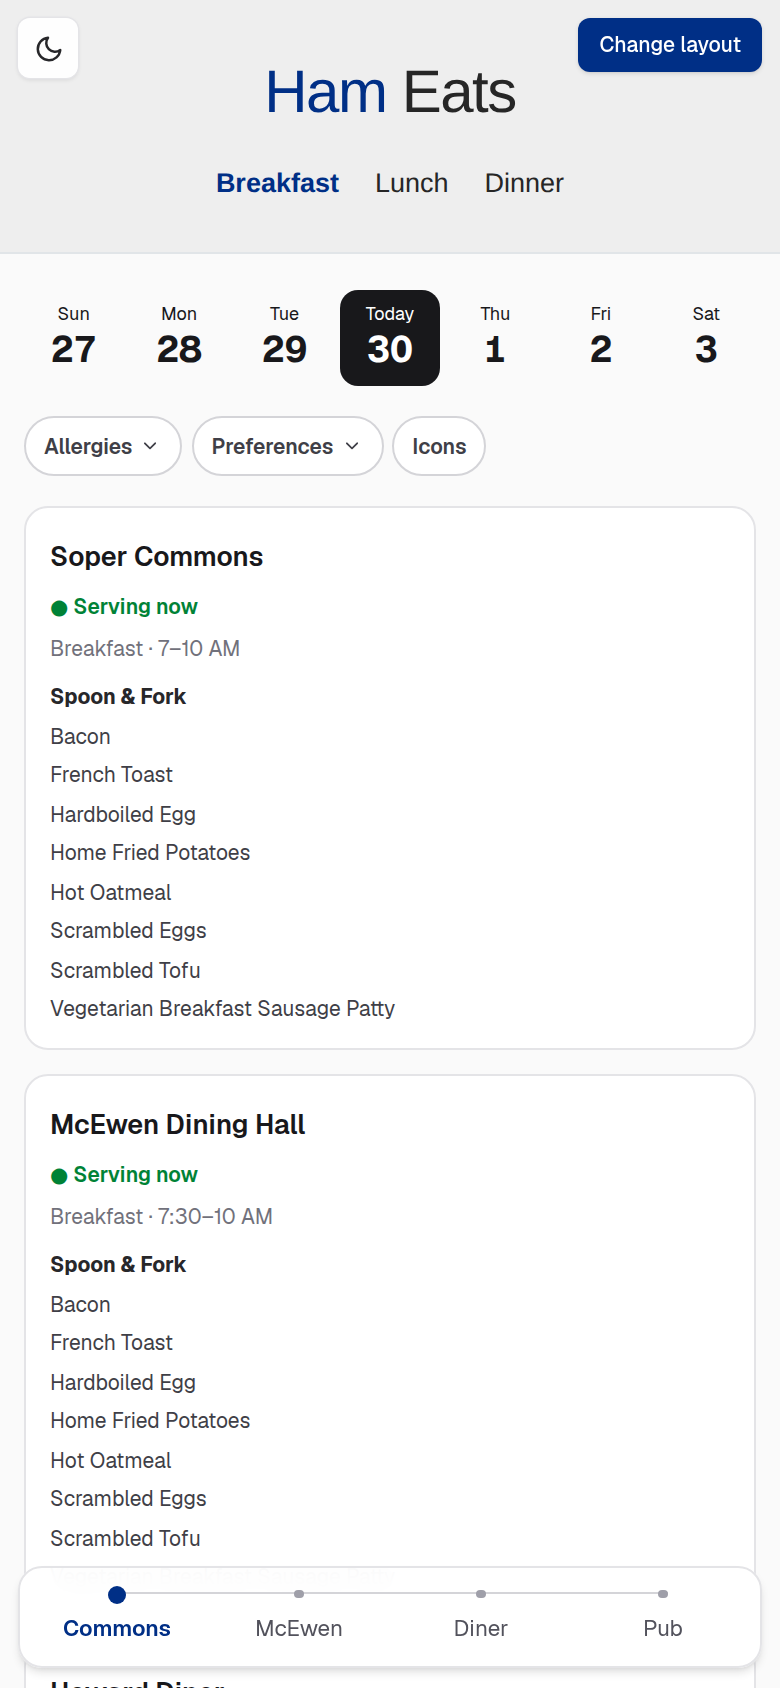 Change layout
Ham Eats
Breakfast Lunch Dinner
Sun Mon Tue Today Thu Fri Sat
27 28 29 30 1 2 3
Allergies Preferences Icons
Soper Commons
Serving now
Breakfast · 7–10 AM
Spoon & Fork
Bacon
French Toast
Hardboiled Egg
Home Fried Potatoes
Hot Oatmeal
Scrambled Eggs
Scrambled Tofu
Vegetarian Breakfast Sausage Patty
McEwen Dining Hall
Serving now
Breakfast · 7:30–10 AM
Spoon & Fork
Bacon
French Toast
Hardboiled Egg
Home Fried Potatoes
Hot Oatmeal
Scrambled Eggs
Scrambled Tofu
Commons McEwen Diner Pub